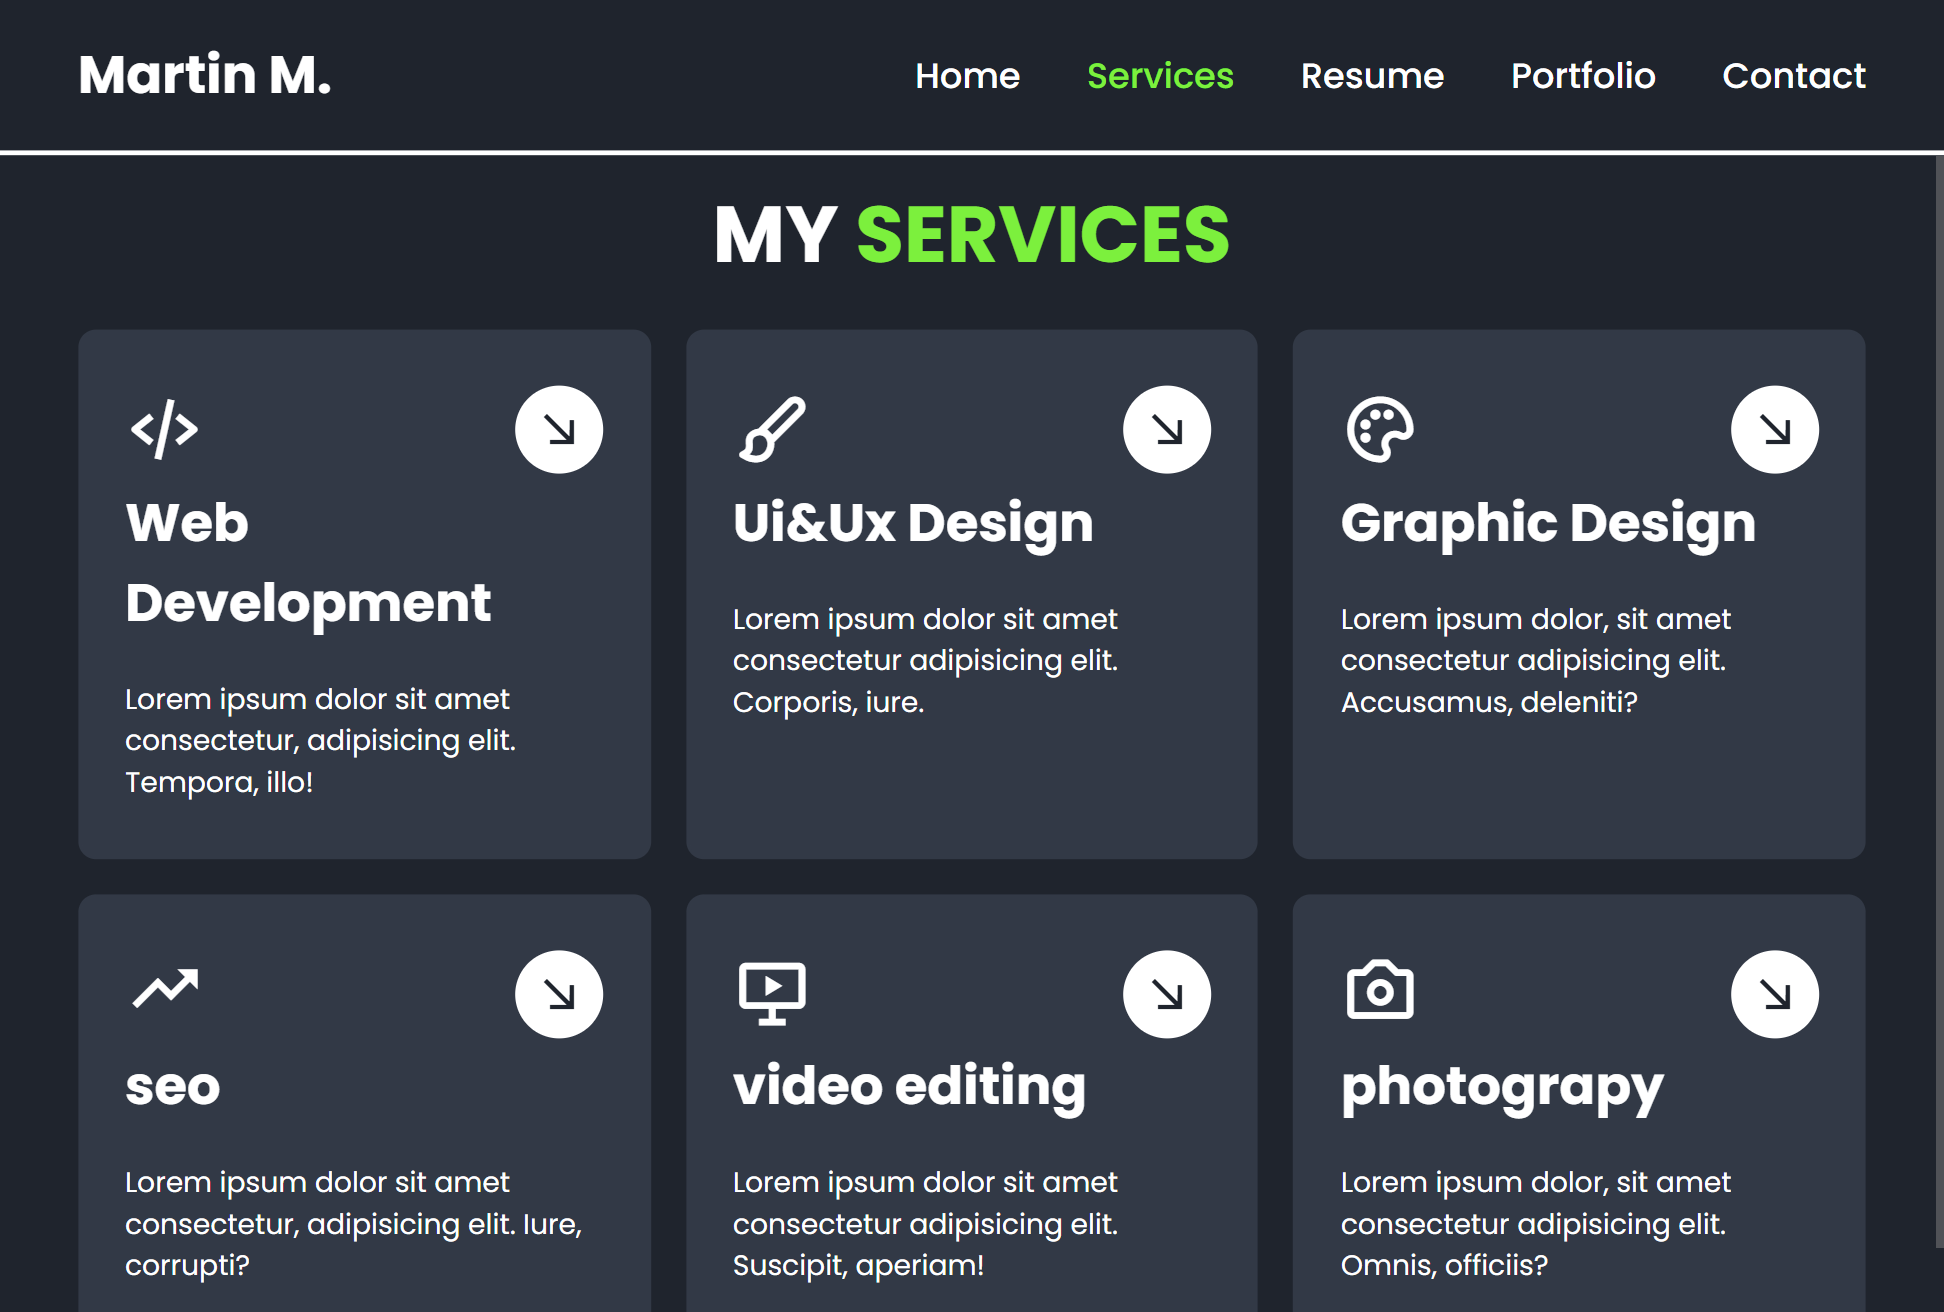 Martin M.
Home Services Resume Portfolio Contact
MY SERVICES
Web
Development
Lorem ipsum dolor sit amet
consectetur, adipisicing elit.
Tempora, illo!
Ui&Ux Design
Lorem ipsum dolor sit amet
consectetur adipisicing elit.
Corporis, iure.
Graphic Design
Lorem ipsum dolor, sit amet
consectetur adipisicing elit.
Accusamus, deleniti?
seo
Lorem ipsum dolor sit amet
consectetur, adipisicing elit. Iure,
corrupti?
video editing
Lorem ipsum dolor sit amet
consectetur adipisicing elit.
Suscipit, aperiam!
photograpy
Lorem ipsum dolor, sit amet
consectetur adipisicing elit.
Omnis, officiis?